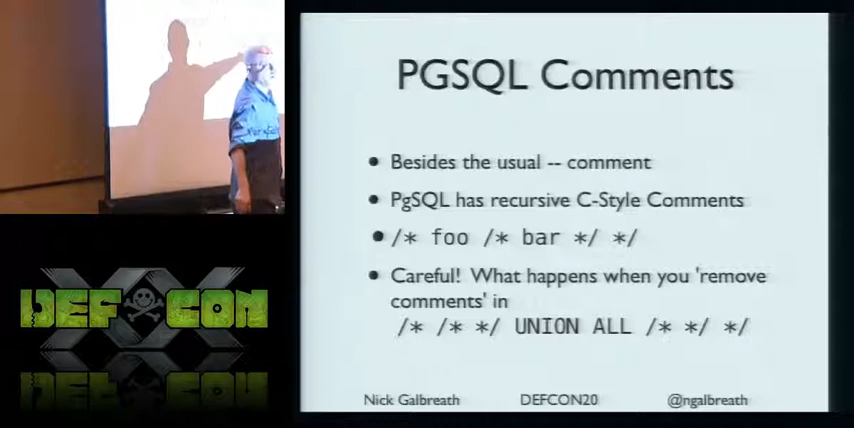 PGSQL Comments
• Besides the usual -- comment
• PgSQL has recursive C-Style Comments
• /* foo /* bar */ */
• Careful! What happens when you 'remove
comments' in
/* /* */ UNION ALL /* */ */
Nick Galbreath DEFCON20 @ngalbreath
XX
DEF CON